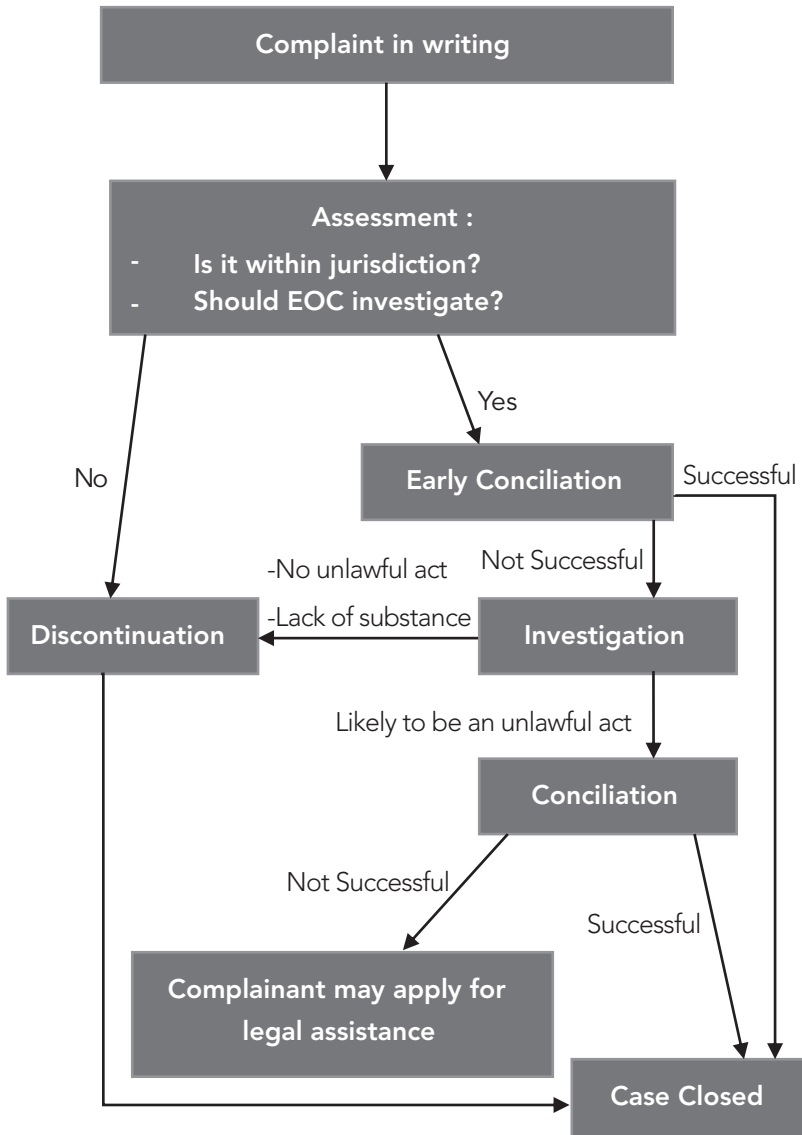 Complaint in writing
Assessment :
- Is it within jurisdiction?
- Should EOC investigate?
Yes
No
Early Conciliation
Successful
-No unlawful act
Not Successful
-Lack of substance
Discontinuation
Investigation
Likely to be an unlawful act
Conciliation
Not Successful
Successful
Complainant may apply for
legal assistance
Case Closed